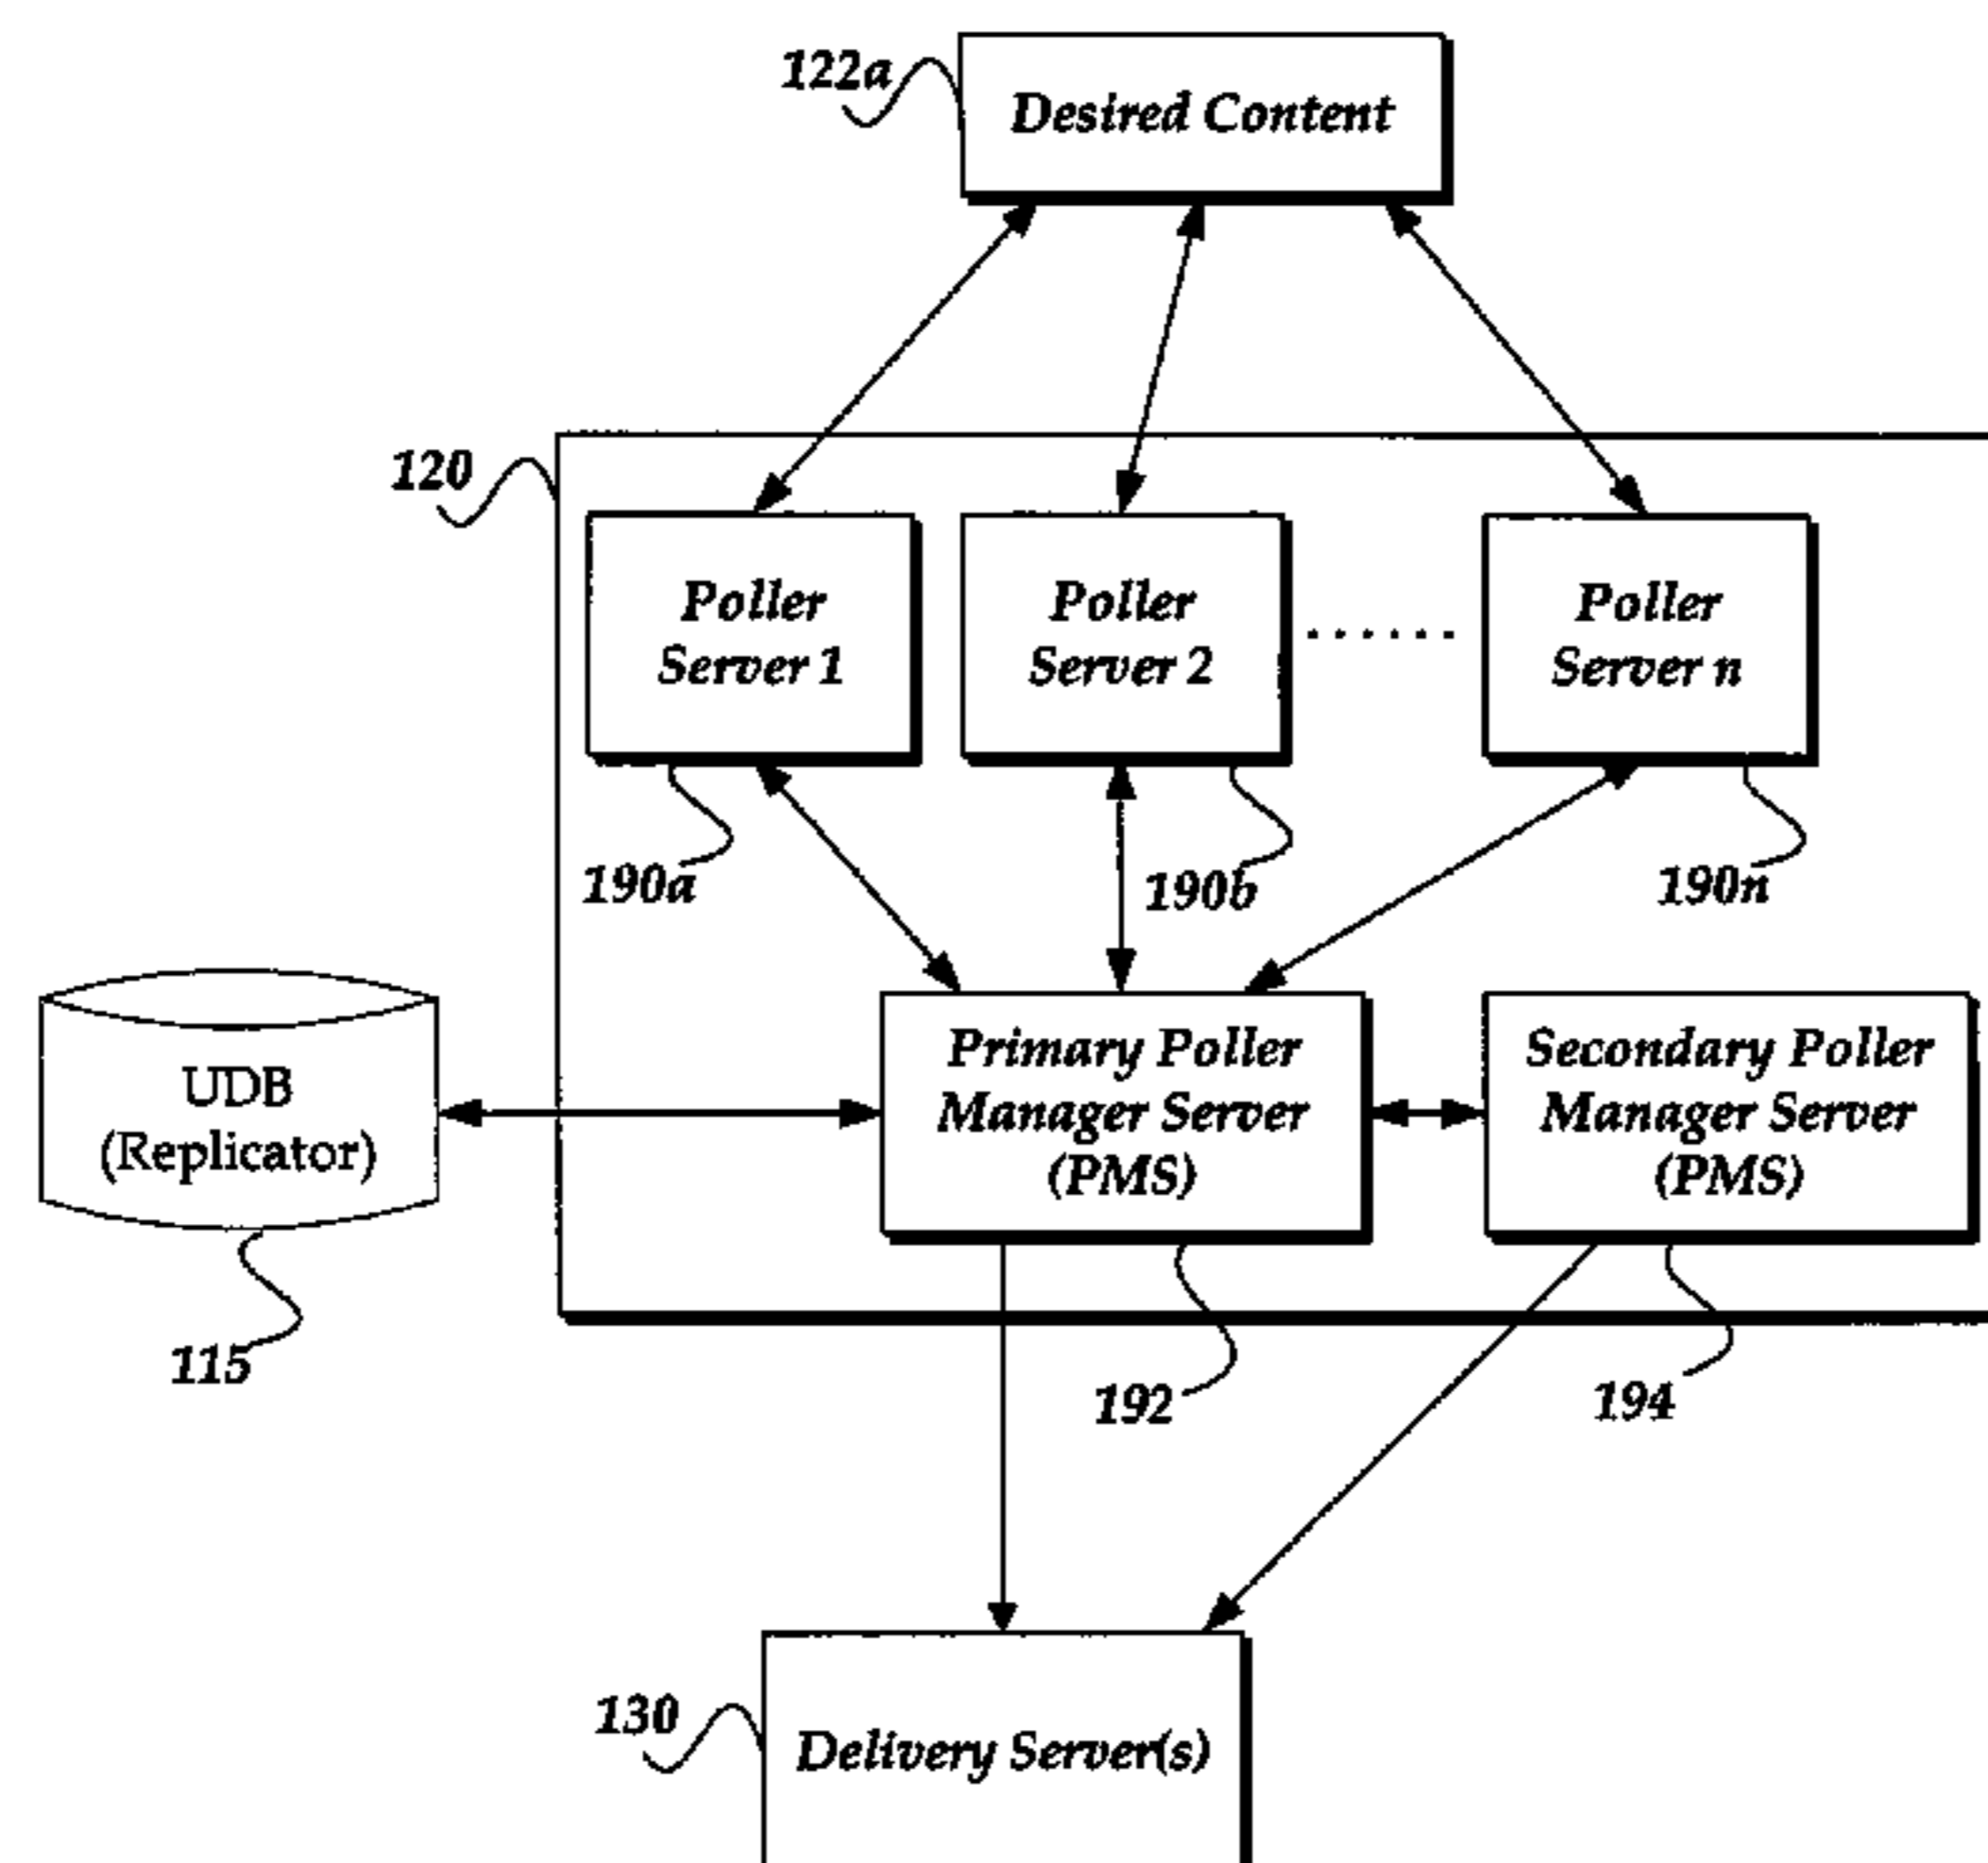 122a
Desired Content
120
Poller
Server 1
Poller
Server 2
......
Poller
Server n
190a
190b
190n
UDB
(Replicator)
115
Primary Poller
Manager Server
(PMS)
Secondary Poller
Manager Server
(PMS)
192
194
130
Delivery Server(s)